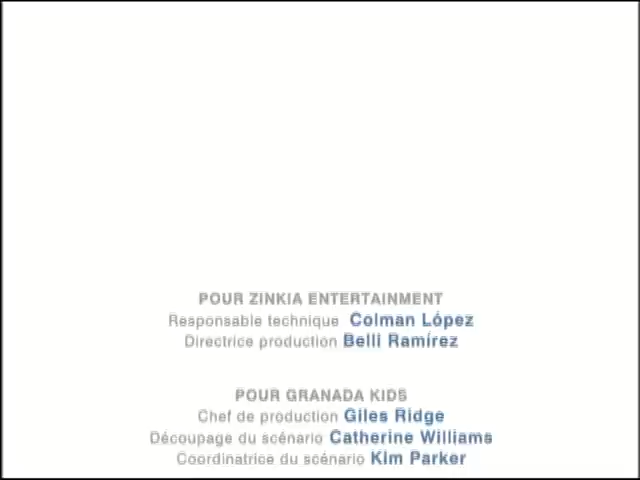 POUR ZINKIA ENTERTAINMENT
Responsable technique Colman López
Directrice production Belli Ramírez
POUR GRANADA KIDS
Chef de production Giles Ridge
Découpage du scénario Catherine Williams
Coordinatrice du scénario Kim Parker